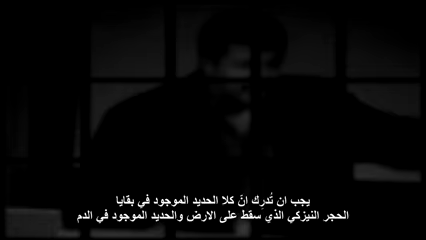 يجب ان تُدرك انّ كلا الحديد الموجود في بقايا
الحجر النيزكي الذي سقط على الارض والحديد الموجود في الدم